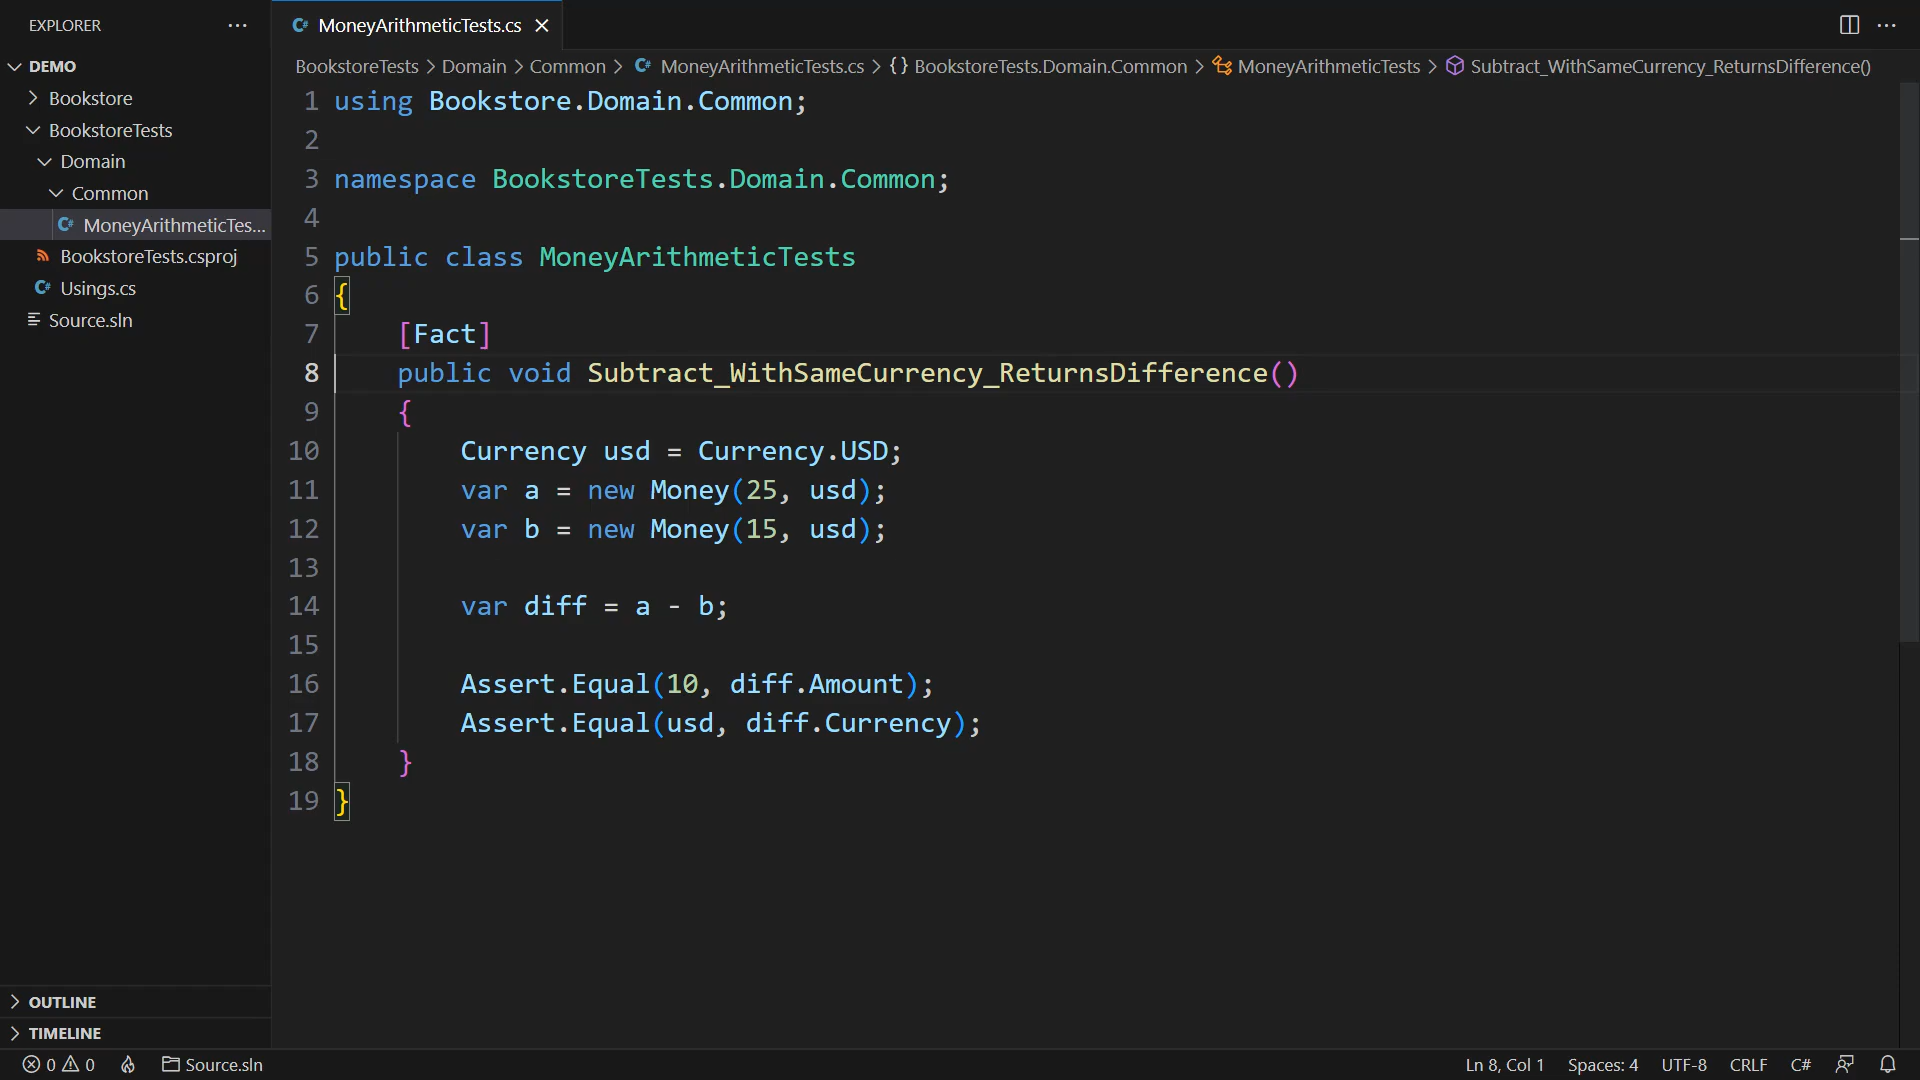 EXPLORER
DEMO
Bookstore
BookstoreTests
Domain
Common
MoneyArithmeticTes...
BookstoreTests.csproj
Usings.cs
Source.sln
OUTLINE
TIMELINE
MoneyArithmeticTests.cs
BookstoreTests > Domain > Common > MoneyArithmeticTests.cs > {} BookstoreTests.Domain.Common > MoneyArithmeticTests > Subtract_WithSameCurrency_ReturnsDifference()
1 using Bookstore.Domain.Common;
2
3 namespace BookstoreTests.Domain.Common;
4
5 public class MoneyArithmeticTests
6 {
7     [Fact]
8     public void Subtract_WithSameCurrency_ReturnsDifference()
9     {
10         Currency usd = Currency.USD;
11         var a = new Money(25, usd);
12         var b = new Money(15, usd);
13
14         var diff = a - b;
15
16         Assert.Equal(10, diff.Amount);
17         Assert.Equal(usd, diff.Currency);
18     }
19 }
0 0 Source.sln Ln 8, Col 1 Spaces: 4 UTF-8 CRLF C#